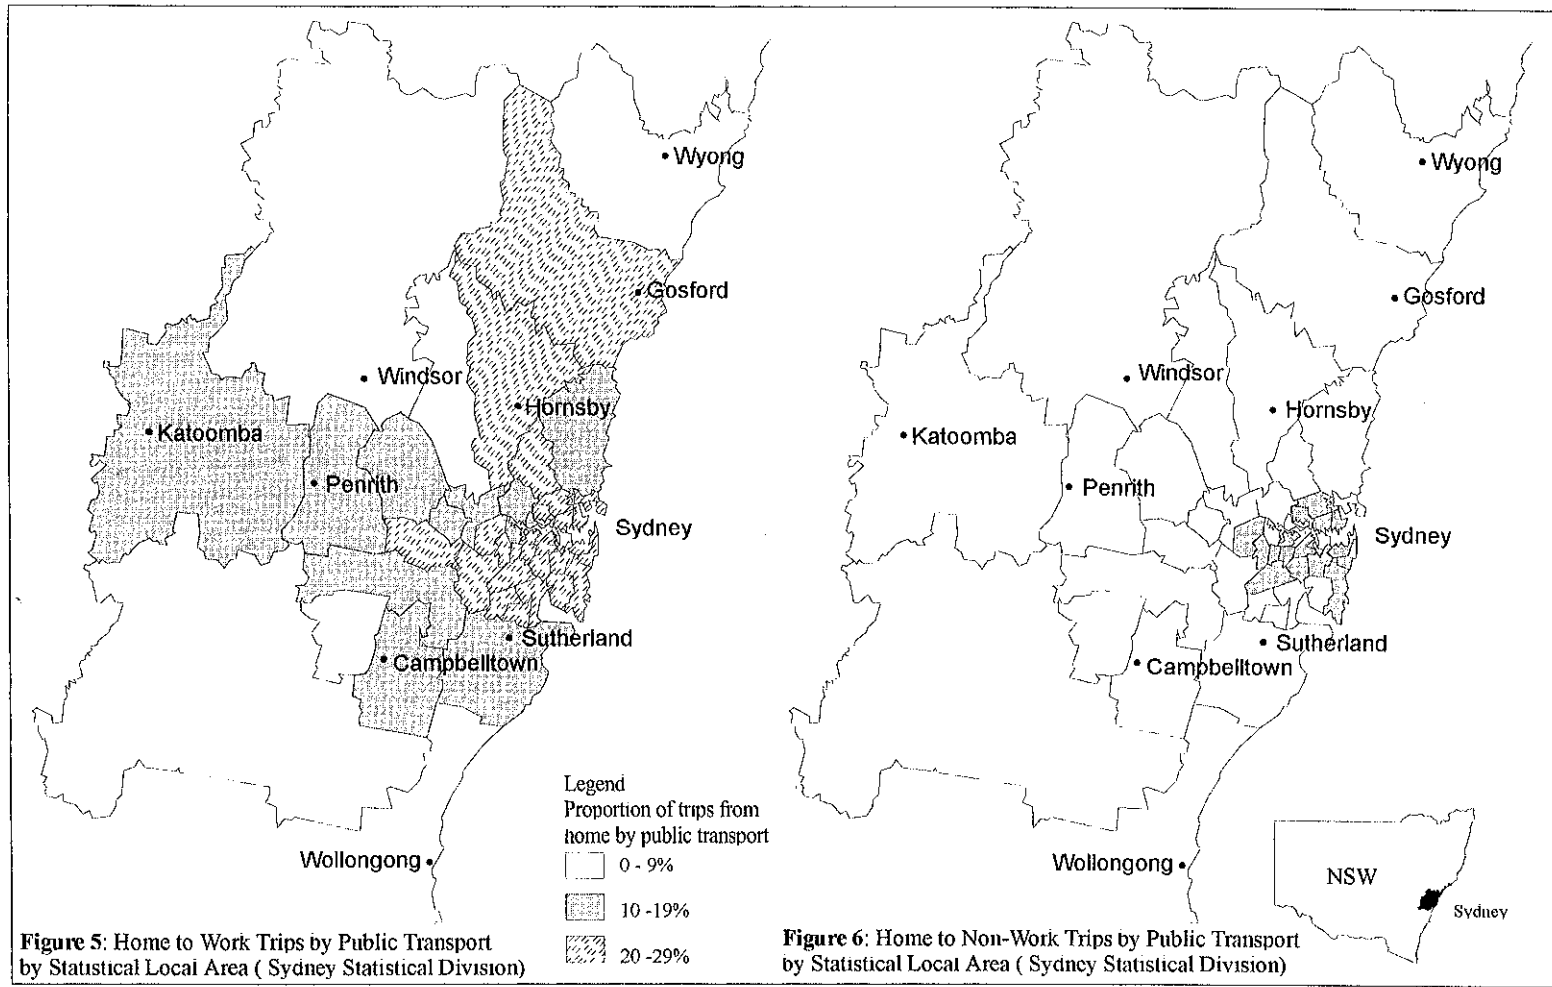 Wyong
Gosford
Windsor
Hornsby
Katoomba
Penrith
Sydney
Sutherland
Campbelltown
Wollongong
Legend
Proportion of trips from
home by public transport
0 - 9%
10 -19%
20 -29%
Figure 5: Home to Work Trips by Public Transport
by Statistical Local Area ( Sydney Statistical Division)
Wyong
Gosford
Windsor
Hornsby
Katoomba
Penrith
Sydney
Sutherland
Campbelltown
Wollongong
NSW
Sydney
Figure 6: Home to Non-Work Trips by Public Transport
by Statistical Local Area ( Sydney Statistical Division)